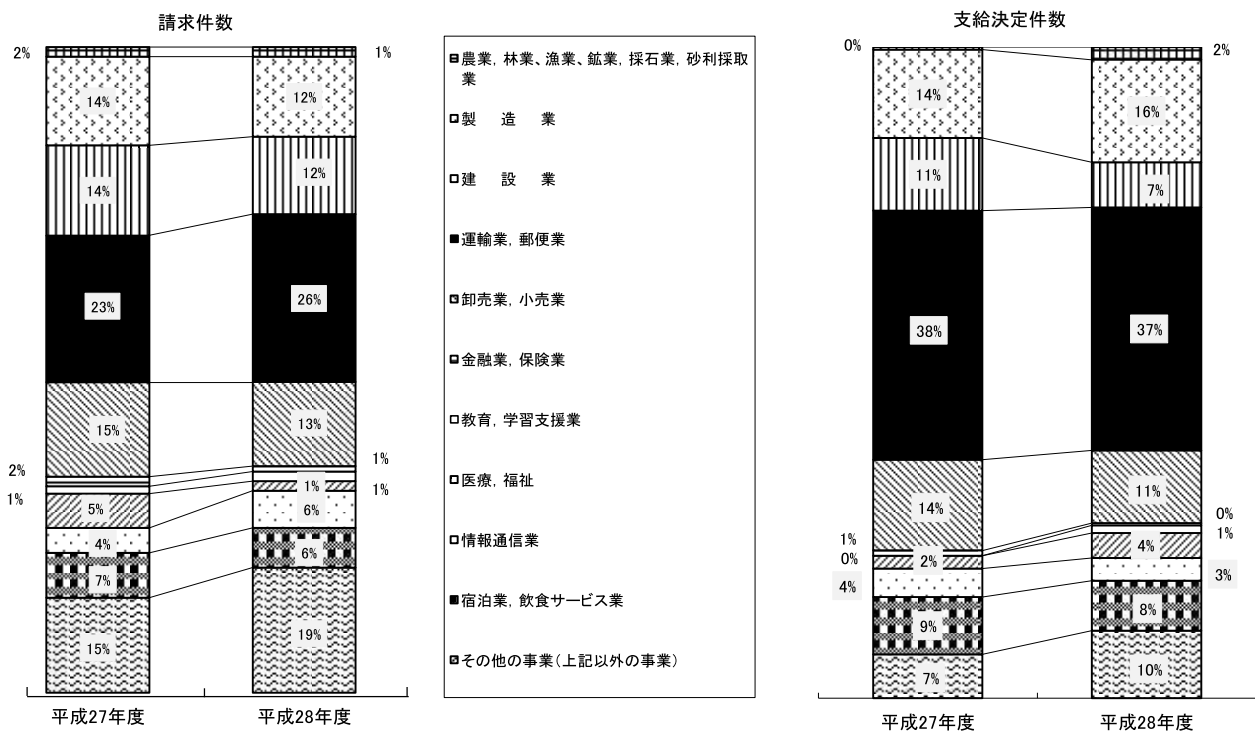 請求件数
2%
14%
14%
23%
15%
2%
1%
5%
4%
7%
15%
平成27年度
1%
12%
12%
26%
13%
1%
1%
1%
6%
6%
19%
平成28年度
農業, 林業、漁業、鉱業, 採石業, 砂利採取
業
製 造 業
建 設 業
運輸業, 郵便業
卸売業, 小売業
金融業, 保険業
教育, 学習支援業
医療, 福祉
情報通信業
宿泊業, 飲食サービス業
その他の事業(上記以外の事業)
支給決定件数
0%
14%
11%
38%
14%
1%
0%
2%
4%
9%
7%
平成27年度
2%
16%
7%
37%
11%
0%
1%
4%
3%
8%
10%
平成28年度